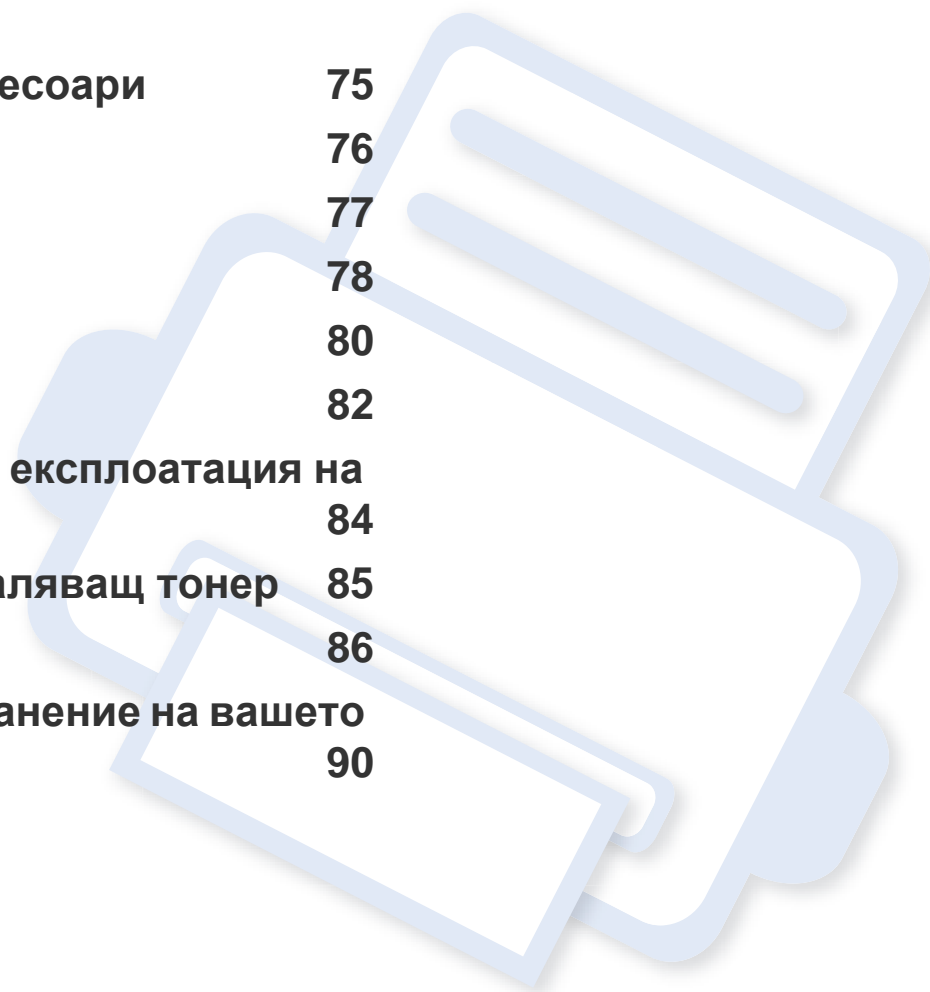 есоари 75
76
77
78
80
82
експлоатация на
84
аляващ тонер 85
86
анение на вашето
90